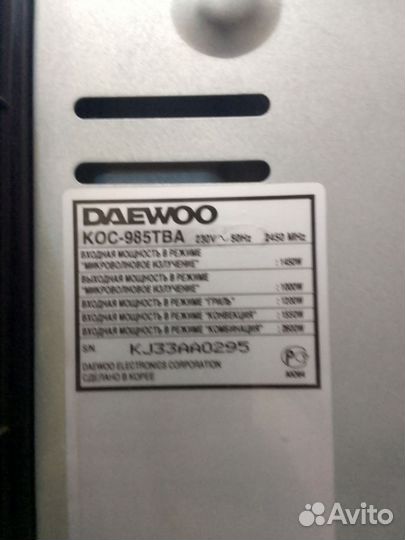 DAEWOO
KOC-985TBA 230V ~ 50Hz 2450 MHz
ВХОДНАЯ МОЩНОСТЬ В РЕЖИМЕ
"МИКРОВОЛНОВОЕ ИЗЛУЧЕНИЕ" : 1450W
ВЫХОДНАЯ МОЩНОСТЬ В РЕЖИМЕ
"МИКРОВОЛНОВОЕ ИЗЛУЧЕНИЕ" : 1000W
ВХОДНАЯ МОЩНОСТЬ В РЕЖИМЕ "ГРИЛЬ" : 1200W
ВХОДНАЯ МОЩНОСТЬ В РЕЖИМЕ "КОНВЕКЦИЯ" : 1550W
ВХОДНАЯ МОЩНОСТЬ В РЕЖИМЕ "КОМБИНАЦИЯ" : 2600W
S/N. KJ33AA0295
DAEWOO ELECTRONICS CORPORATION
СДЕЛАНО В КОРЕЕ
Avito